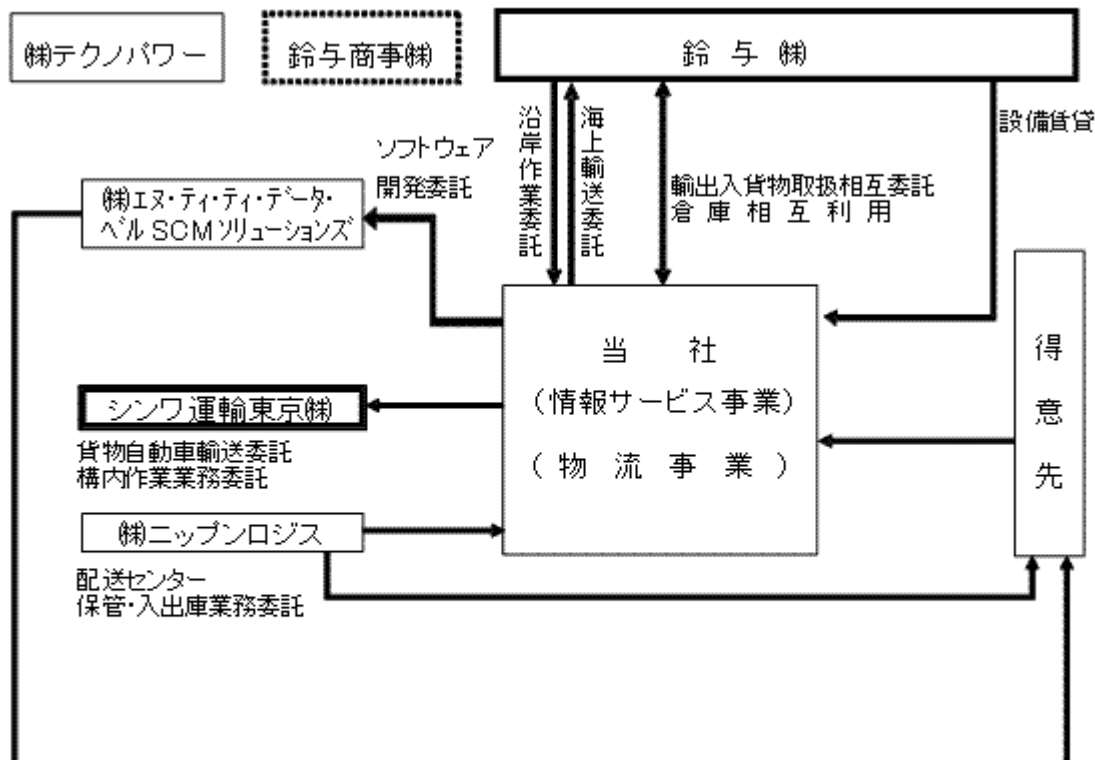 ㈱テクノパワー
鈴与商事㈱
鈴与㈱
沿岸作業委託
海上輸送委託
輸出入貨物取扱相互委託
倉庫相互利用
設備賃貸
ソフトウェア
開発委託
㈱エヌ・ティ・ティ・データ・
ベルSCMソリューションズ
当社
(情報サービス事業)
(物流事業)
得意先
シンワ運輸東京㈱
貨物自動車輸送委託
構内作業業務委託
㈱ニップンロジス
配送センター
保管・入出庫業務委託